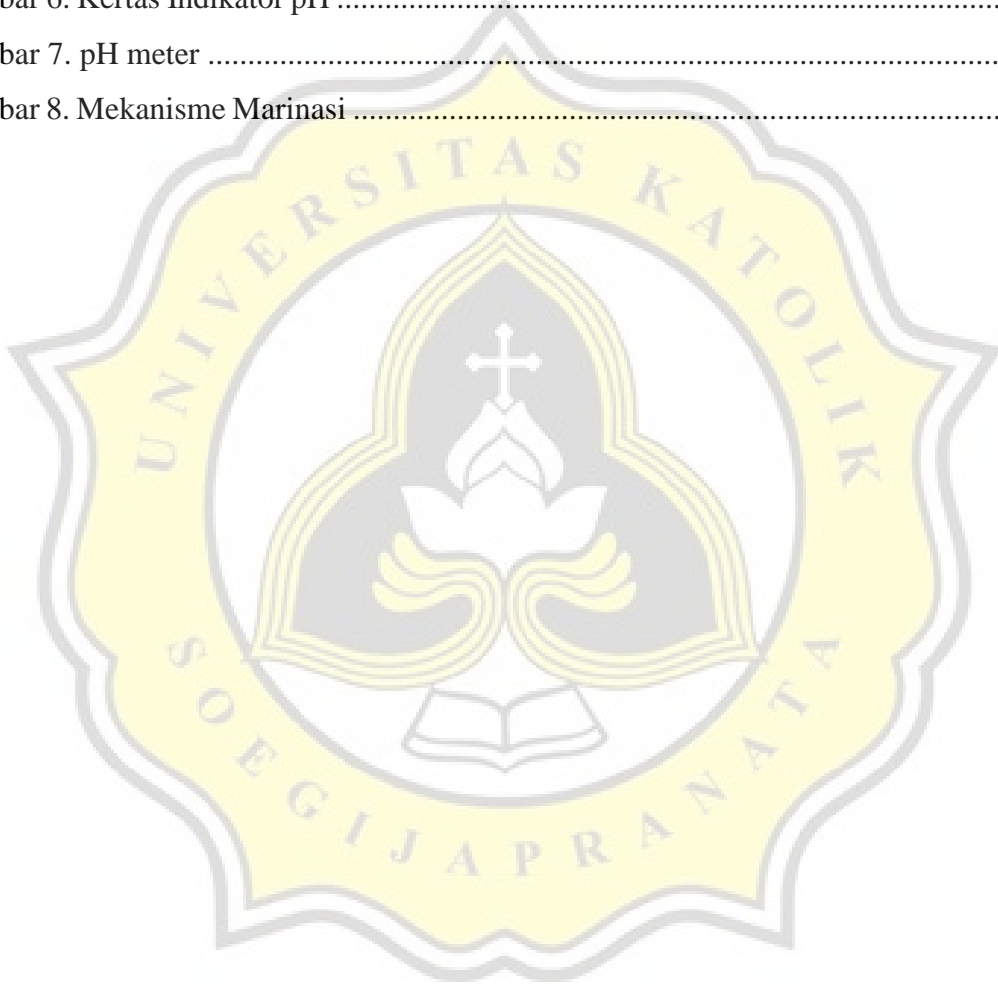 bar 6. Kertas Indikator pH ....................................................................................
bar 7. pH meter ....................................................................................................
bar 8. Mekanisme Marinasi ..................................................................................
UNIVERSITAS KATOLIK
SOEGIJAPRANATA